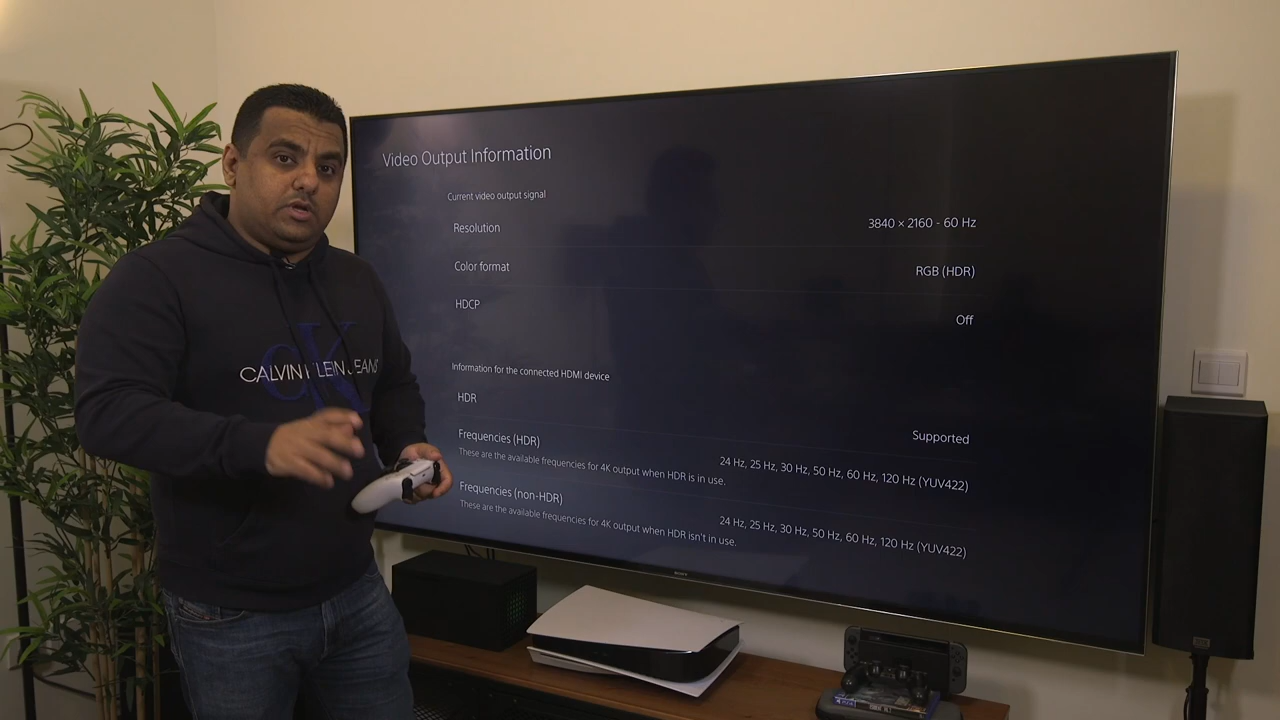 Video Output Information
Current video output signal
Resolution
3840 × 2160 - 60 Hz
Color format
RGB (HDR)
HDCP
Off
Information for the connected HDMI device
HDR
Supported
Frequencies (HDR)
24 Hz, 25 Hz, 30 Hz, 50 Hz, 60 Hz, 120 Hz (YUV422)
These are the available frequencies for 4K output when HDR is in use.
Frequencies (non-HDR)
24 Hz, 25 Hz, 30 Hz, 50 Hz, 60 Hz, 120 Hz (YUV422)
These are the available frequencies for 4K output when HDR isn't in use.
CK
CALVIN KLEIN JEANS
SONY